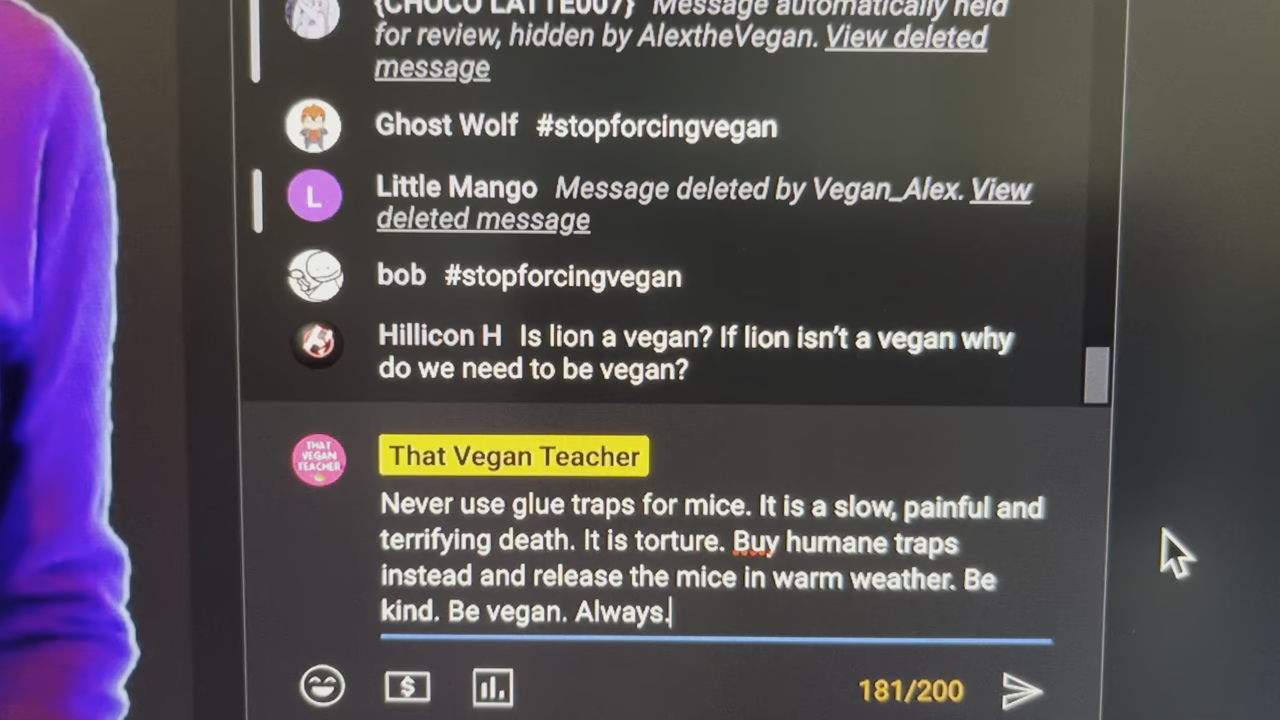 {CHOCO LATTE007} Message automatically held
for review, hidden by AlextheVegan. View deleted
message
Ghost Wolf #stopforcingvegan
L
Little Mango Message deleted by Vegan_Alex. View
deleted message
bob #stopforcingvegan
Hillicon H Is lion a vegan? If lion isn't a vegan why
do we need to be vegan?
THAT
VEGAN
TEACHER
That Vegan Teacher
Never use glue traps for mice. It is a slow, painful and
terrifying death. It is torture. Buy humane traps
instead and release the mice in warm weather. Be
kind. Be vegan. Always.
$
181/200